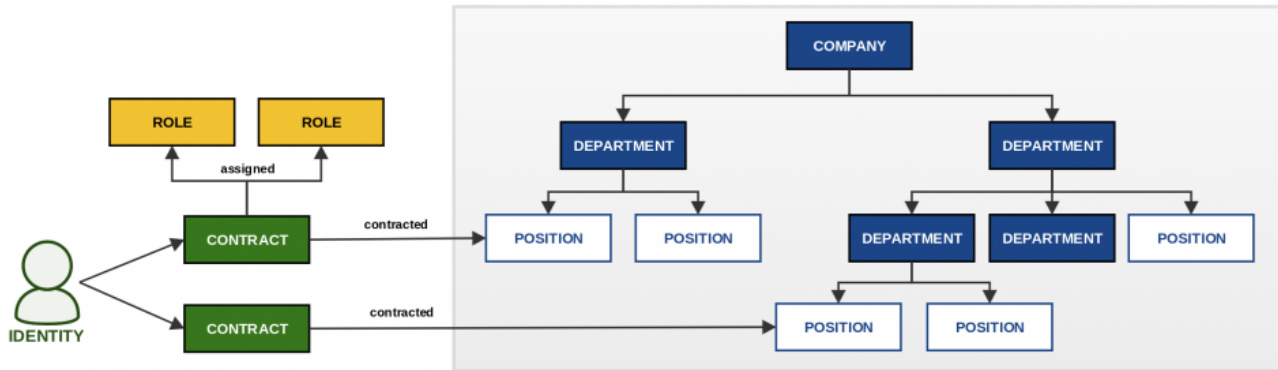 COMPANY
ROLE
ROLE
DEPARTMENT
DEPARTMENT
assigned
CONTRACT
contracted
POSITION
POSITION
DEPARTMENT
DEPARTMENT
POSITION
IDENTITY
CONTRACT
contracted
POSITION
POSITION